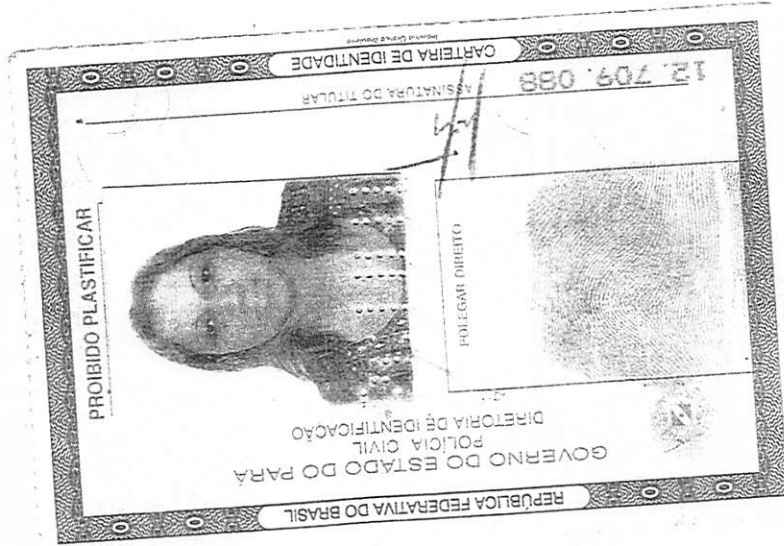 REPÚBLICA FEDERATIVA DO BRASIL
GOVERNO DO ESTADO DO PARÁ
POLÍCIA CIVIL
DIRETORIA DE IDENTIFICAÇÃO
POLEGAR DIREITO
PROIBIDO PLASTIFICAR
ASSINATURA DO TITULAR
12.709.088
CARTEIRA DE IDENTIDADE